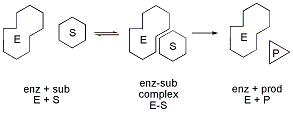 E S E S E P
enz + sub
E + S
enz-sub
complex
E-S
enz + prod
E + P